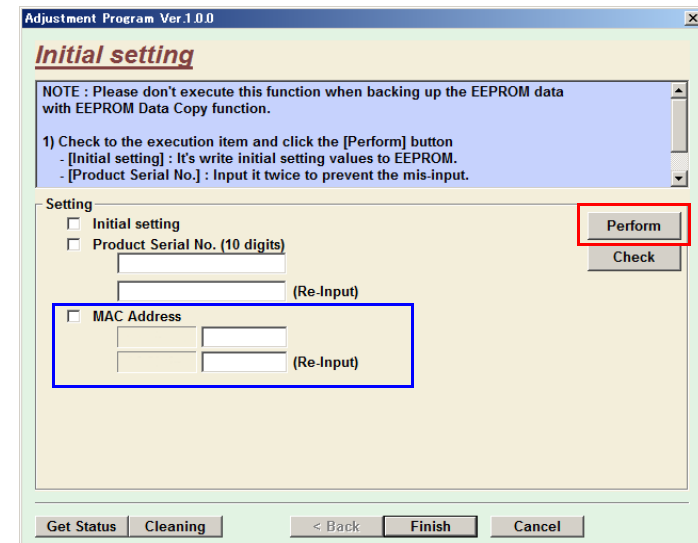 Adjustment Program Ver.1.0.0
Initial setting
NOTE : Please don't execute this function when backing up the EEPROM data
with EEPROM Data Copy function.
1) Check to the execution item and click the [Perform] button
- [Initial setting] : It's write initial setting values to EEPROM.
- [Product Serial No.] : Input it twice to prevent the mis-input.
Setting
Initial setting
Perform
Product Serial No. (10 digits)
Check
(Re-Input)
MAC Address
(Re-Input)
Get Status Cleaning < Back Finish Cancel